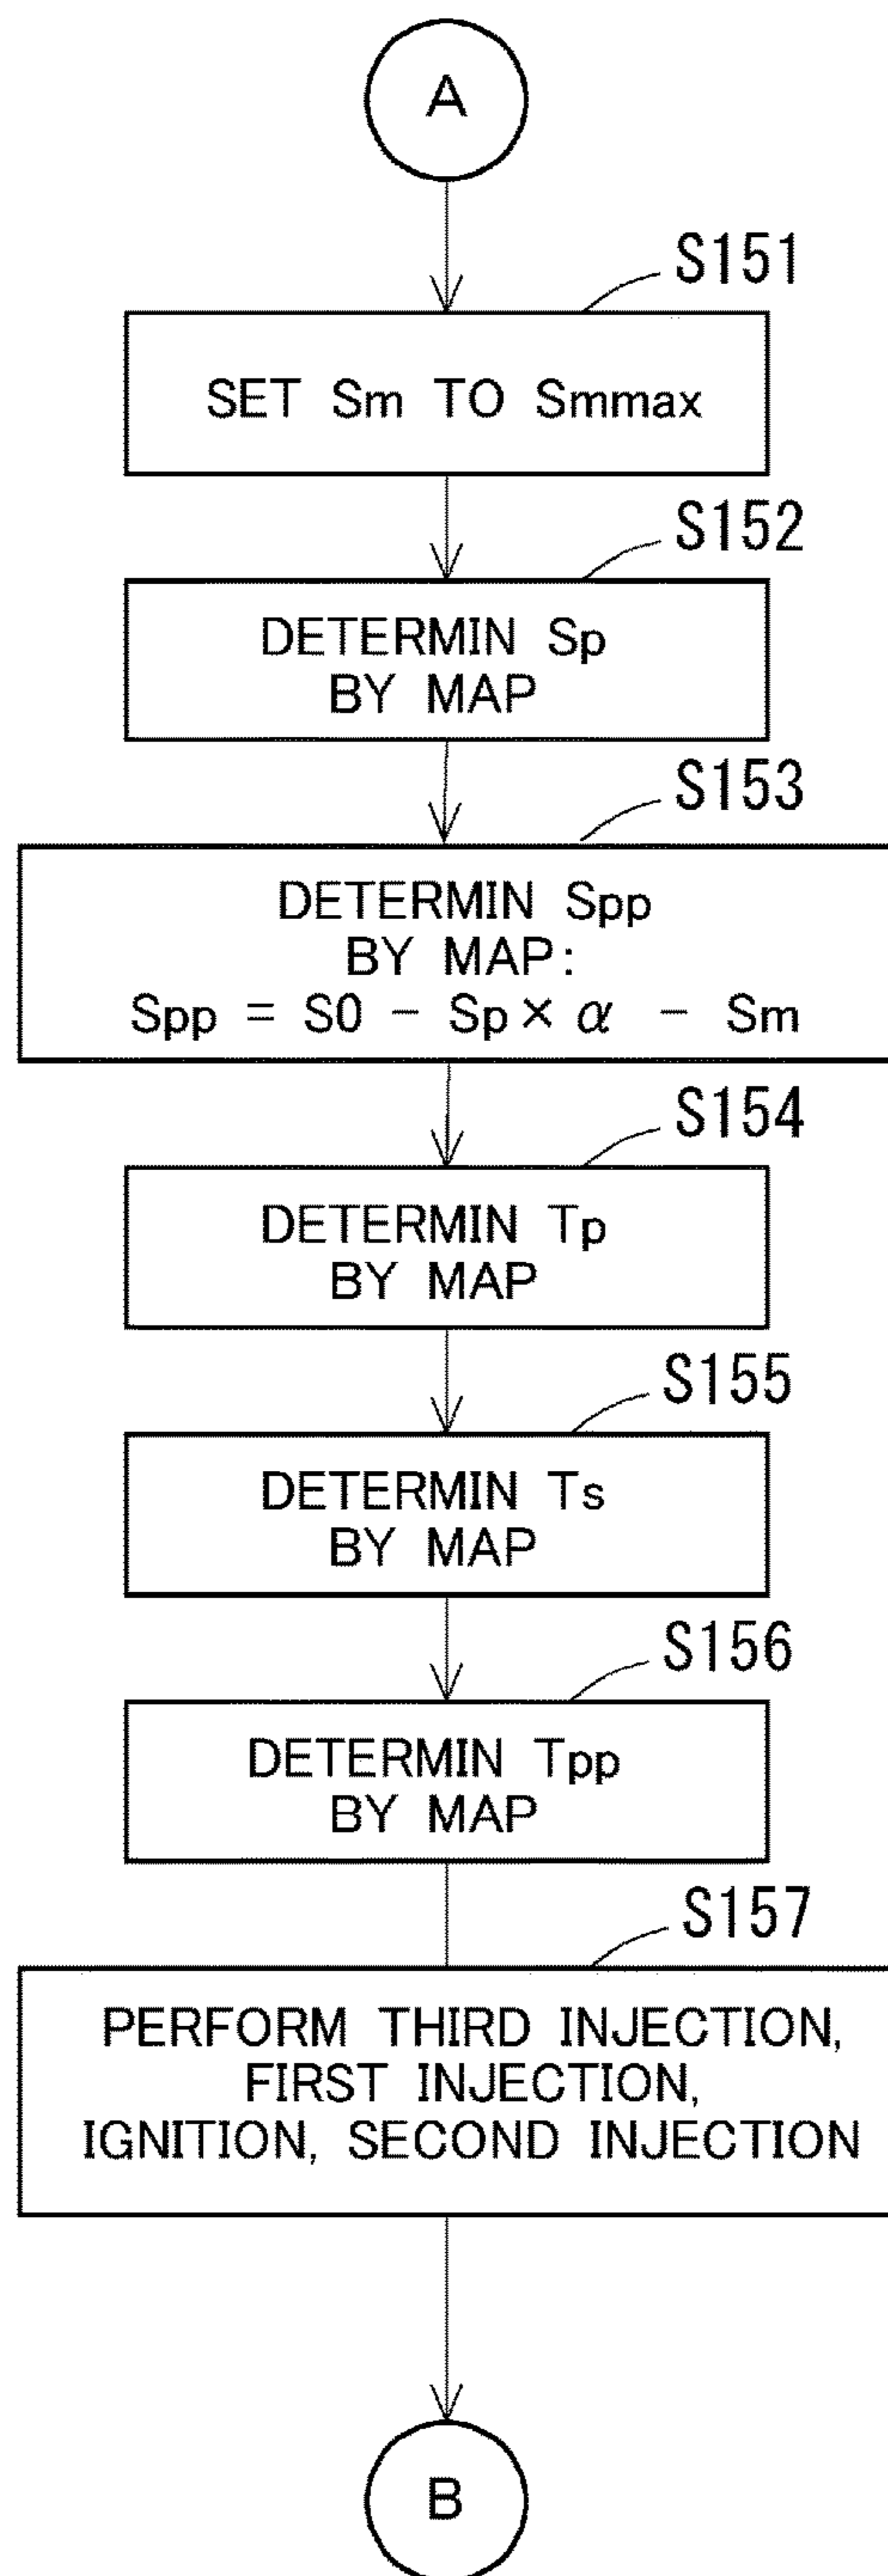 A
S151
SET Sm TO Smmax
S152
DETERMIN Sp
BY MAP
S153
DETERMIN Spp
BY MAP:
Spp = S0 - Sp × α - Sm
S154
DETERMIN Tp
BY MAP
S155
DETERMIN Ts
BY MAP
S156
DETERMIN Tpp
BY MAP
S157
PERFORM THIRD INJECTION,
FIRST INJECTION,
IGNITION, SECOND INJECTION
B